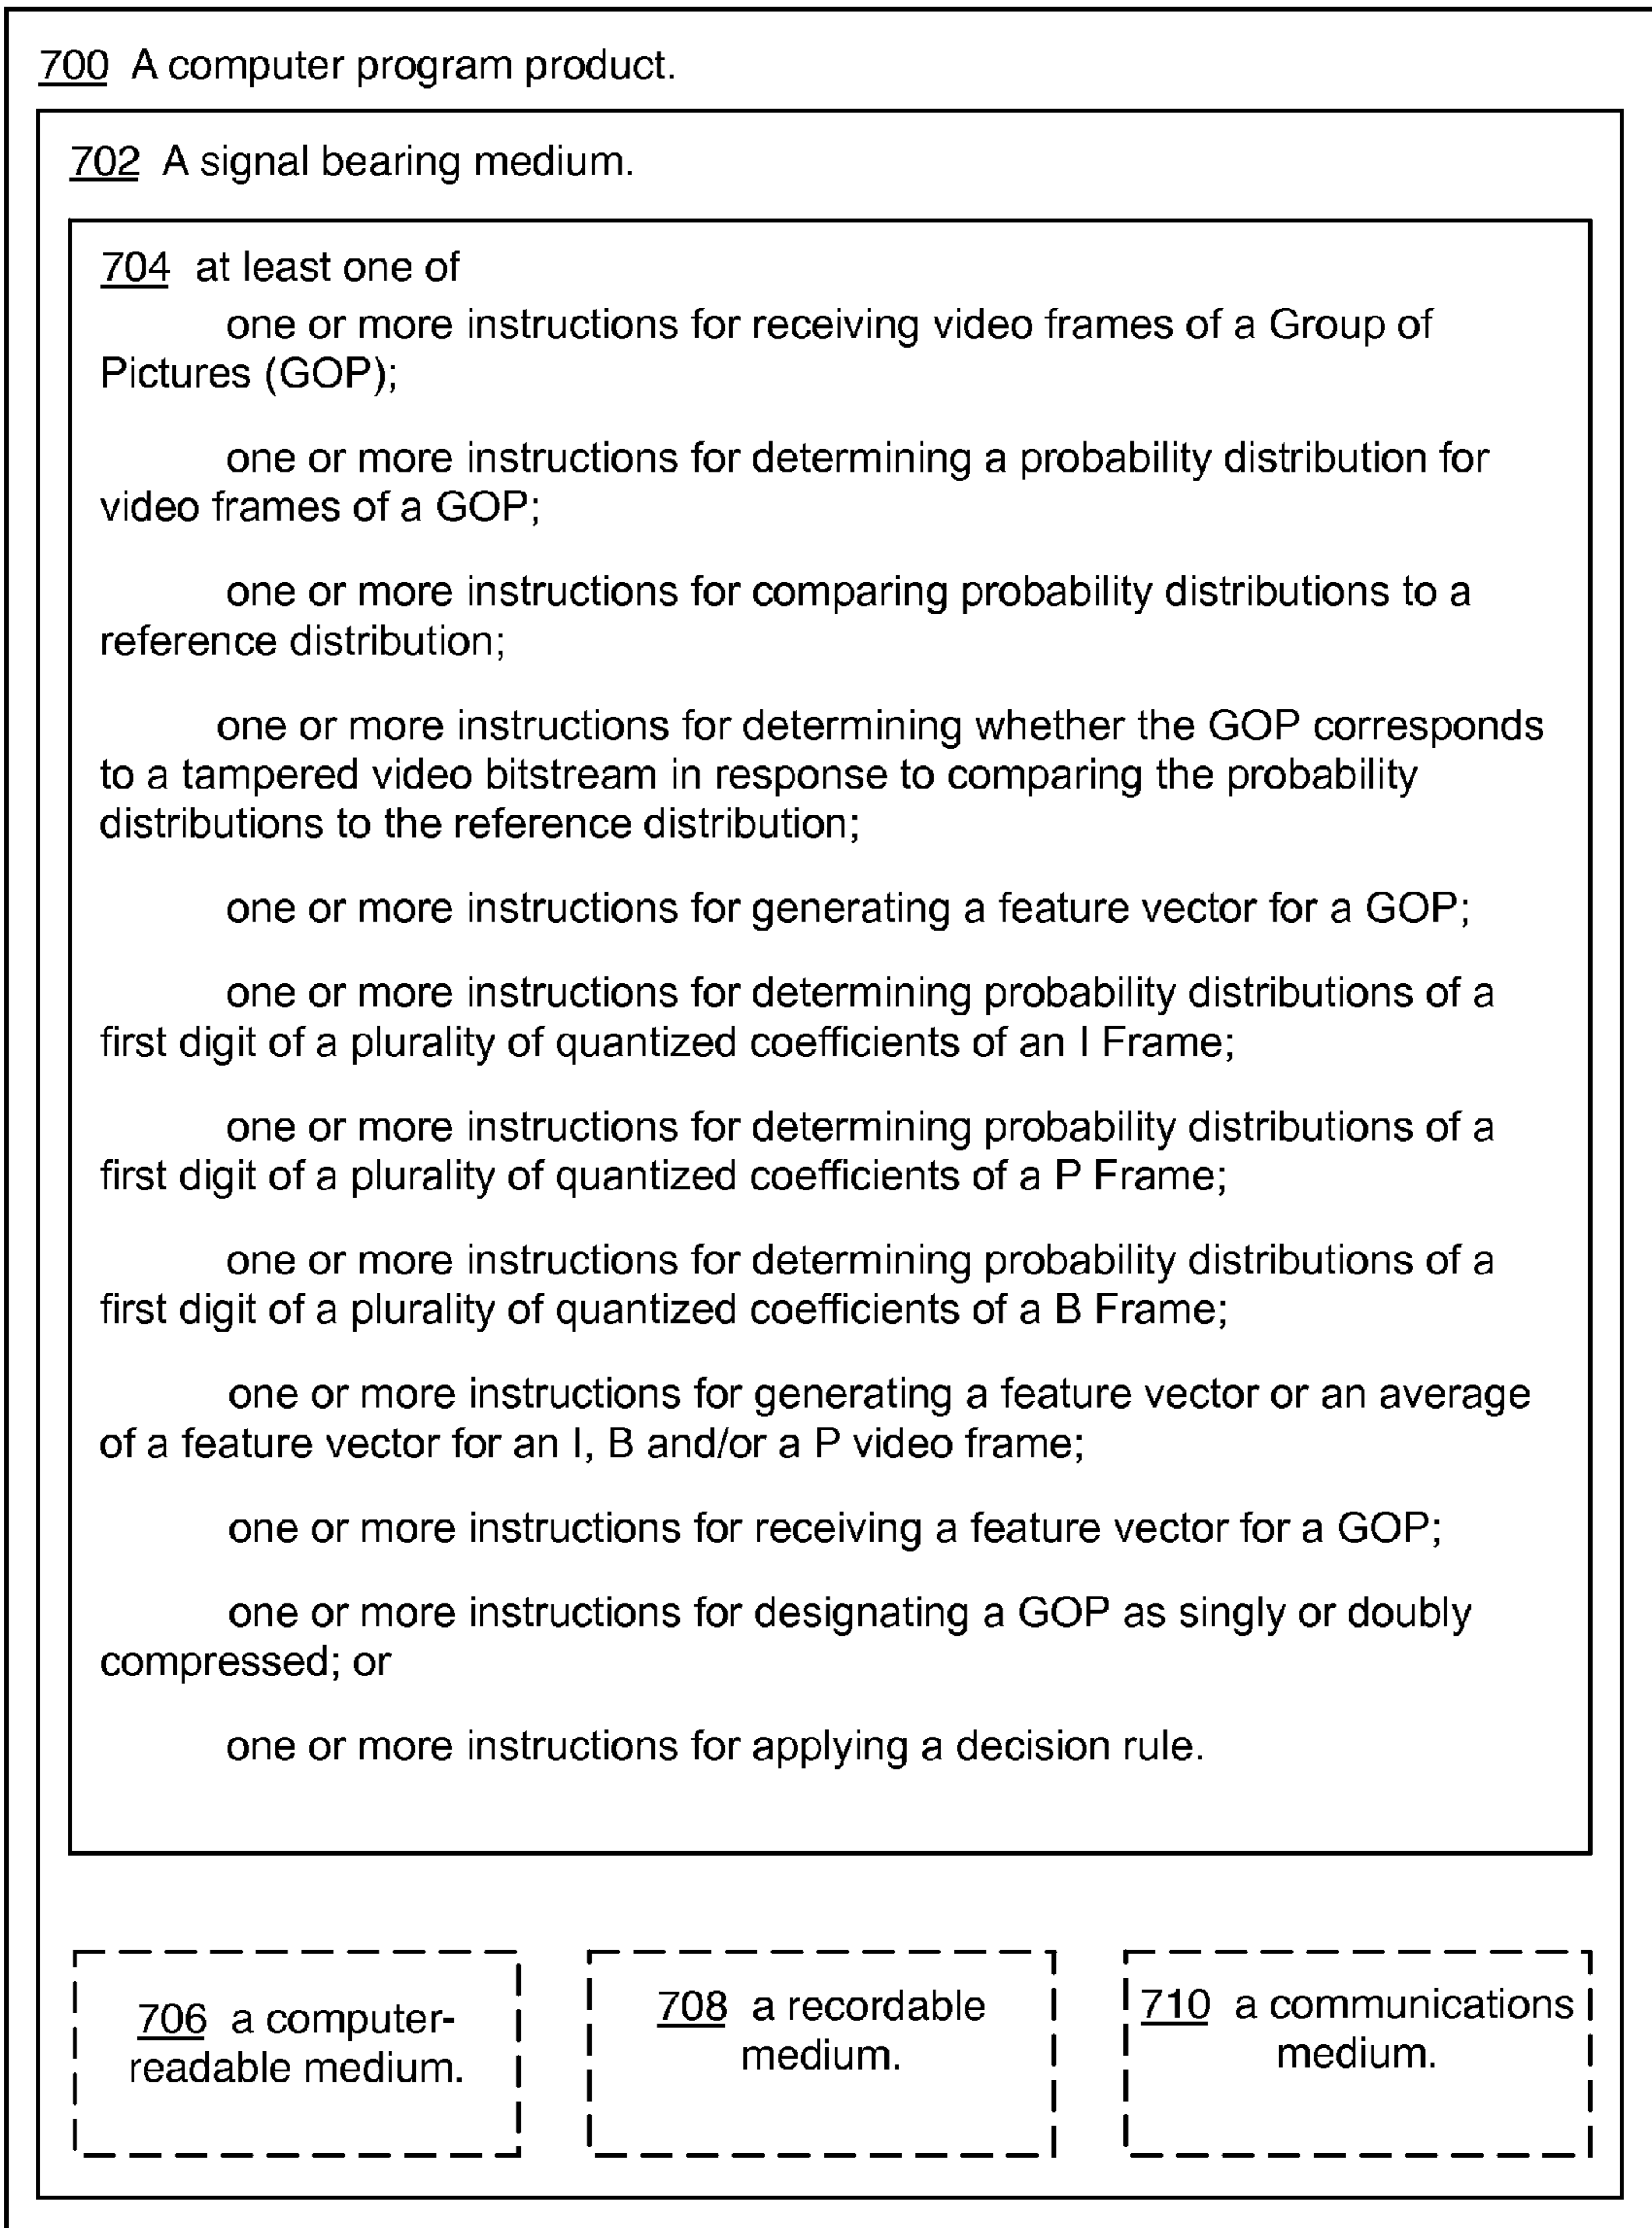 700 A computer program product.
702 A signal bearing medium.
704 at least one of
one or more instructions for receiving video frames of a Group of
Pictures (GOP);
one or more instructions for determining a probability distribution for
video frames of a GOP;
one or more instructions for comparing probability distributions to a
reference distribution;
one or more instructions for determining whether the GOP corresponds
to a tampered video bitstream in response to comparing the probability
distributions to the reference distribution;
one or more instructions for generating a feature vector for a GOP;
one or more instructions for determining probability distributions of a
first digit of a plurality of quantized coefficients of an I Frame;
one or more instructions for determining probability distributions of a
first digit of a plurality of quantized coefficients of a P Frame;
one or more instructions for determining probability distributions of a
first digit of a plurality of quantized coefficients of a B Frame;
one or more instructions for generating a feature vector or an average
of a feature vector for an I, B and/or a P video frame;
one or more instructions for receiving a feature vector for a GOP;
one or more instructions for designating a GOP as singly or doubly
compressed; or
one or more instructions for applying a decision rule.
706 a computer-
readable medium.
708 a recordable
medium.
710 a communications
medium.